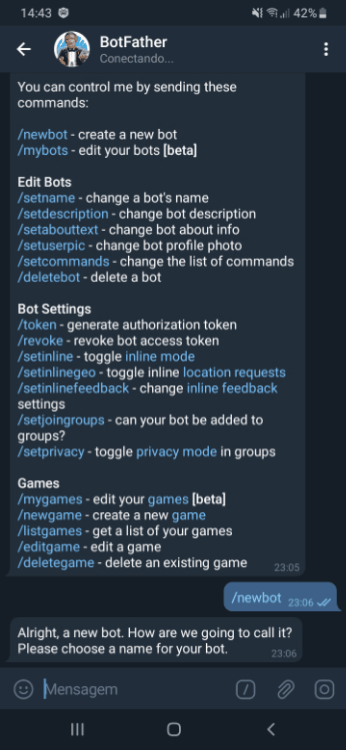 14:43 42%
BotFather
Conectando...
You can control me by sending these
commands:
/newbot - create a new bot
/mybots - edit your bots [beta]
Edit Bots
/setname - change a bot's name
/setdescription - change bot description
/setabouttext - change bot about info
/setuserpic - change bot profile photo
/setcommands - change the list of commands
/deletebot - delete a bot
Bot Settings
/token - generate authorization token
/revoke - revoke bot access token
/setinline - toggle inline mode
/setinlinegeo - toggle inline location requests
/setinlinefeedback - change inline feedback
settings
/setjoingroups - can your bot be added to
groups?
/setprivacy - toggle privacy mode in groups
Games
/mygames - edit your games [beta]
/newgame - create a new game
/listgames - get a list of your games
/editgame - edit a game
/deletegame - delete an existing game
23:05
/newbot 23:06
Alright, a new bot. How are we going to call it?
Please choose a name for your bot.
23:06
Mensagem